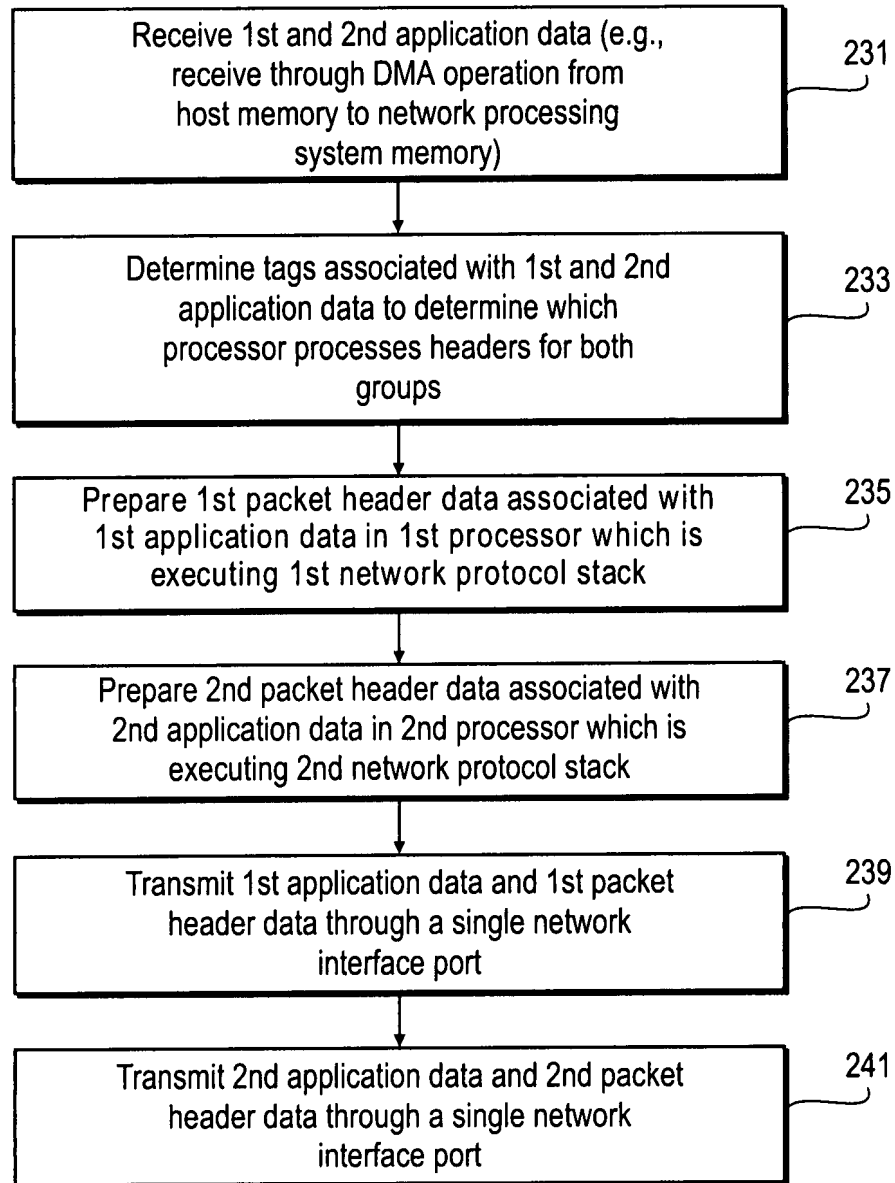 Receive 1st and 2nd application data (e.g.,
receive through DMA operation from
host memory to network processing
system memory)
231
Determine tags associated with 1st and 2nd
application data to determine which
processor processes headers for both
groups
233
Prepare 1st packet header data associated with
1st application data in 1st processor which is
executing 1st network protocol stack
235
Prepare 2nd packet header data associated with
2nd application data in 2nd processor which is
executing 2nd network protocol stack
237
Transmit 1st application data and 1st packet
header data through a single network
interface port
239
Transmit 2nd application data and 2nd packet
header data through a single network
interface port
241